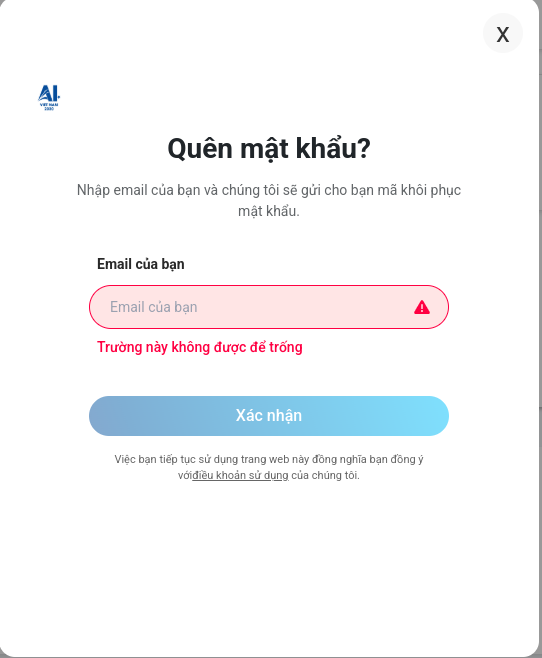 X
AI
VIET NAM
2020
Quên mật khẩu?
Nhập email của bạn và chúng tôi sẽ gửi cho bạn mã khôi phục
mật khẩu.
Email của bạn
Email của bạn
Trường này không được để trống
Xác nhận
Việc bạn tiếp tục sử dụng trang web này đồng nghĩa bạn đồng ý
vớiđiều khoản sử dụng của chúng tôi.